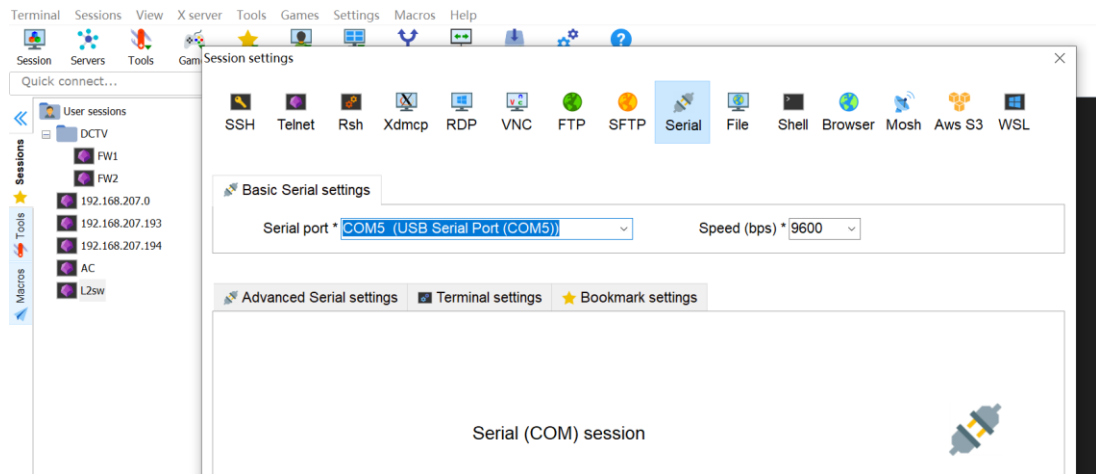 Terminal Sessions View X server Tools Games Settings Macros Help
Session Servers Tools Gam
Session settings
Quick connect...
User sessions
DCTV
FW1
FW2
192.168.207.0
192.168.207.193
192.168.207.194
AC
L2sw
Sessions
Tools
Macros
SSH Telnet Rsh Xdmcp RDP VNC FTP SFTP Serial File Shell Browser Mosh Aws S3 WSL
Basic Serial settings
Serial port * COM5 (USB Serial Port (COM5)) Speed (bps) * 9600
Advanced Serial settings Terminal settings Bookmark settings
Serial (COM) session